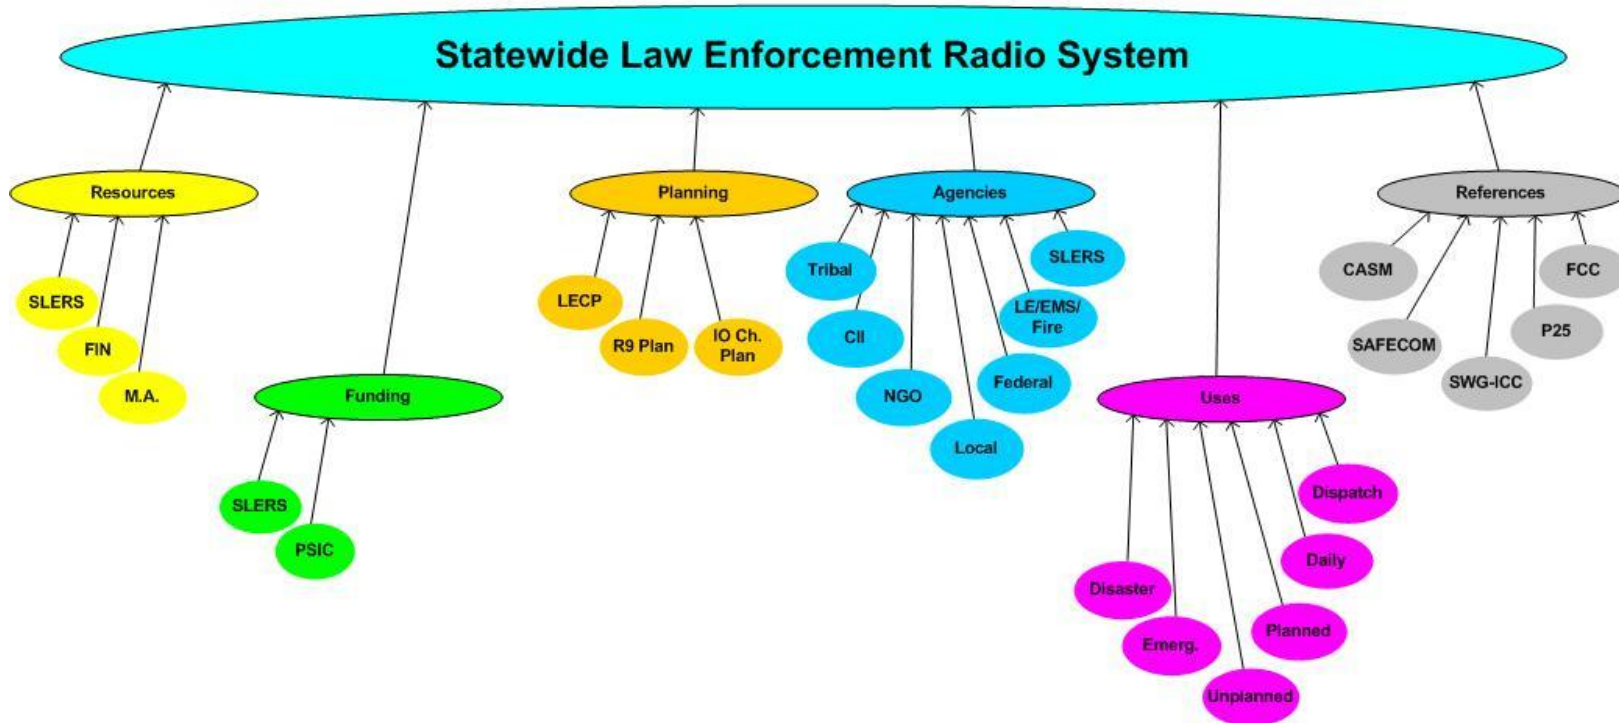 Statewide Law Enforcement Radio System
Resources
Planning
Agencies
References
SLERS
FIN
M.A.
Funding
SLERS
PSIC
LECP
R9 Plan
IO Ch.
Plan
Tribal
CII
NGO
Local
Federal
LE/EMS/
Fire
SLERS
Uses
Disaster
Emerg.
Unplanned
Planned
Daily
Dispatch
CASM
SAFECOM
SWG-ICC
P25
FCC